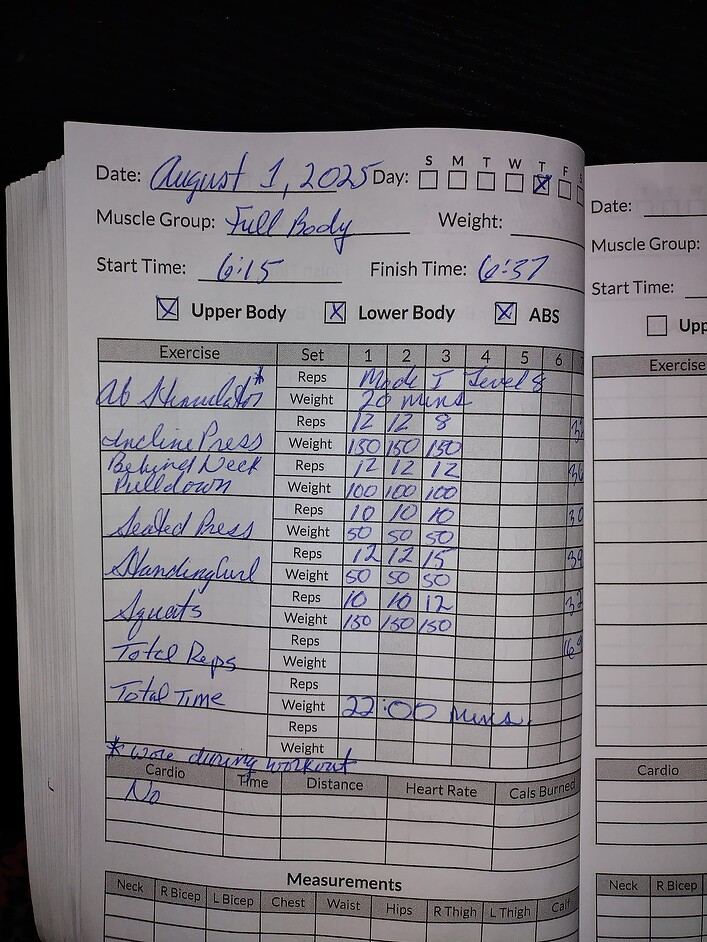 Date: August 1, 2025 Day: S M T W T F S
Muscle Group: Full Body Weight:
Start Time: 6:15 Finish Time: 6:37
Upper Body Lower Body ABS
Exercise Set 1 2 3 4 5 6 7
Ab Stimulator* Reps Mode I Level 8
Weight 20 mins
Incline Press Reps 12 12 8 32
Weight 150 150 150
Behind Neck Pulldown Reps 12 12 12 36
Weight 100 100 100
Seated Press Reps 10 10 10 30
Weight 50 50 50
Standing Curl Reps 12 12 15 39
Weight 50 50 50
Squats Reps 10 10 12 32
Weight 150 150 150
Total Reps Reps 169
Weight
Total Time Reps
Weight 22:00 mins.
Reps
Weight
* wore during workout
Cardio Time Distance Heart Rate Cals Burned
No
Measurements
Neck R Bicep L Bicep Chest Waist Hips R Thigh L Thigh Calf
Date:
Muscle Group:
Start Time:
Upp
Exercise
Cardio
Neck R Bicep